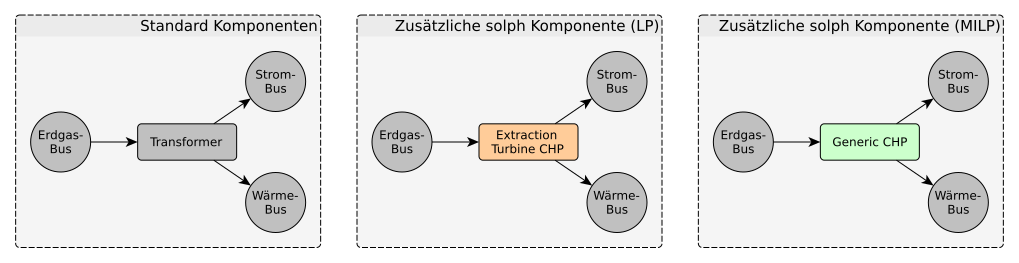 Standard Komponenten
Strom-
Bus
Erdgas-
Bus
Transformer
Wärme-
Bus
Zusätzliche solph Komponente (LP)
Strom-
Bus
Erdgas-
Bus
Extraction
Turbine CHP
Wärme-
Bus
Zusätzliche solph Komponente (MILP)
Strom-
Bus
Erdgas-
Bus
Generic CHP
Wärme-
Bus